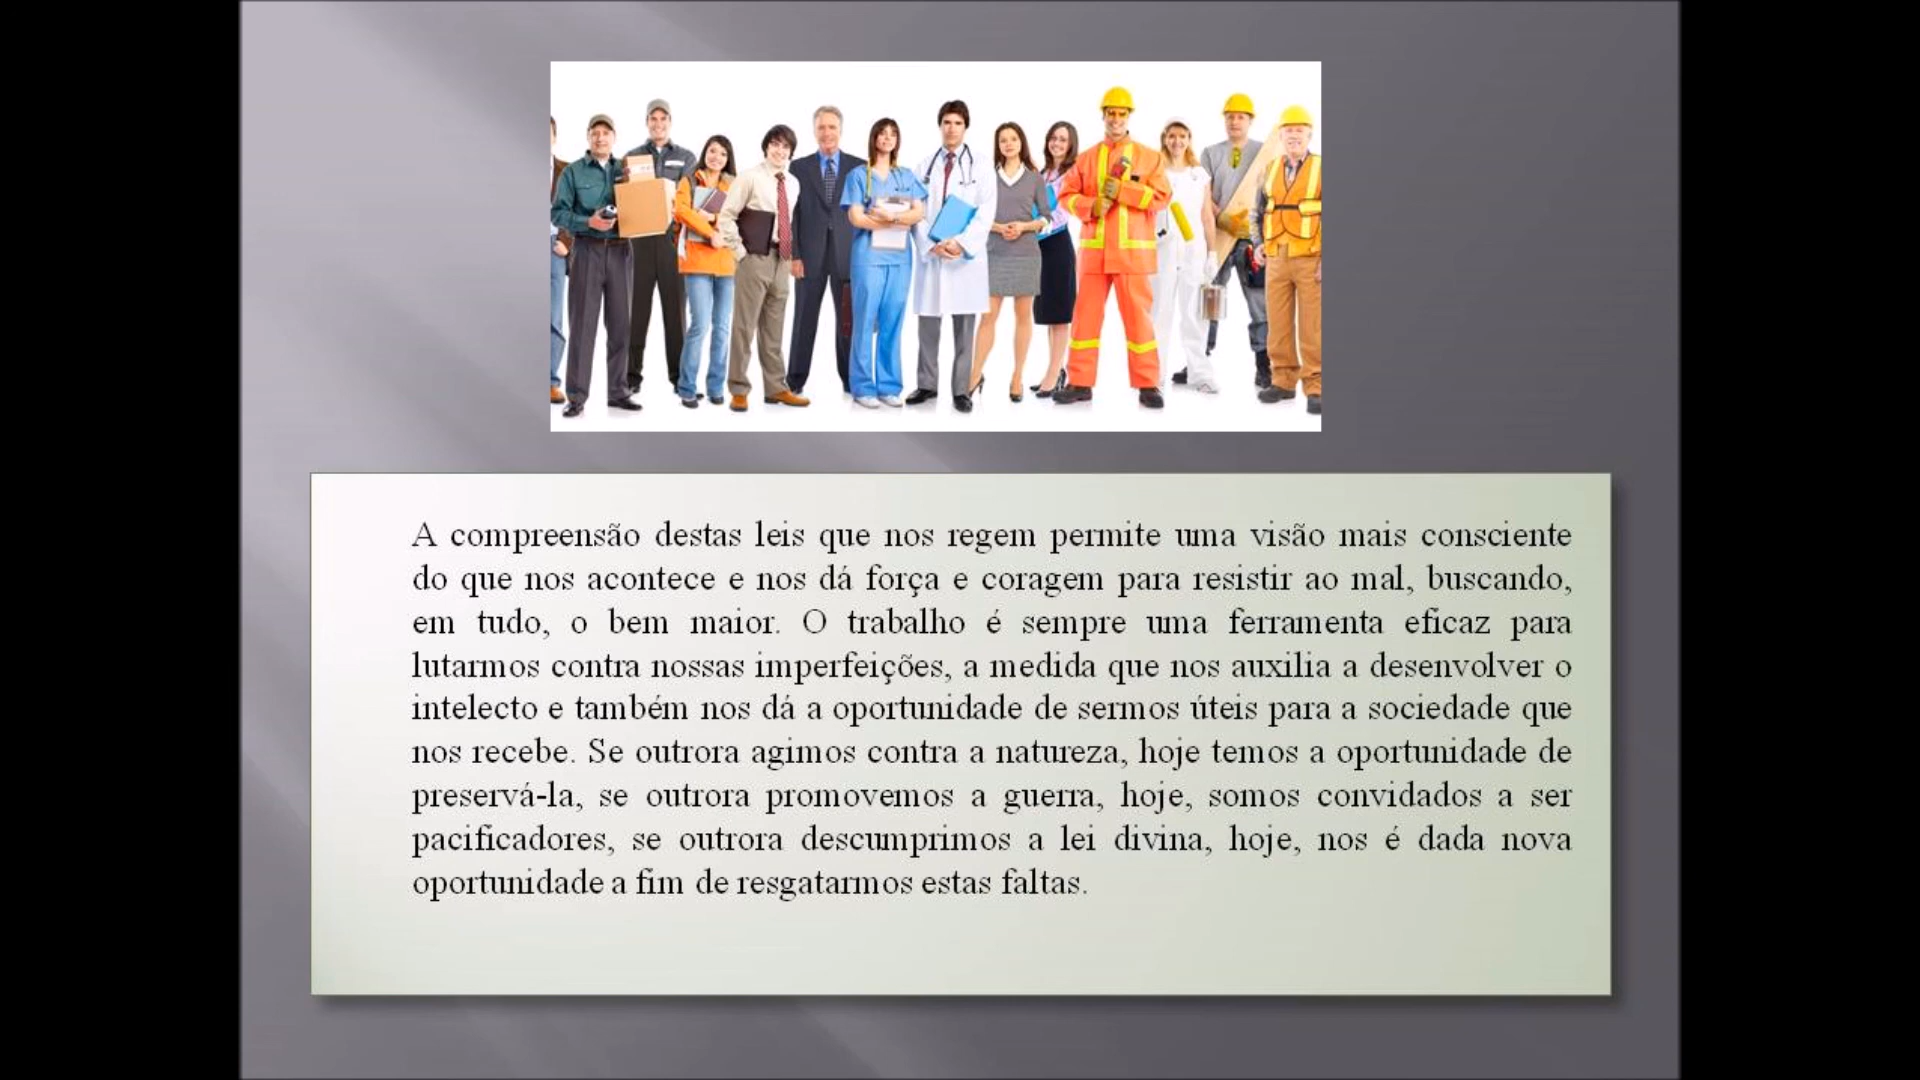 A compreensão destas leis que nos regem permite uma visão mais consciente
do que nos acontece e nos dá força e coragem para resistir ao mal, buscando,
em tudo, o bem maior. O trabalho é sempre uma ferramenta eficaz para
lutarmos contra nossas imperfeições, a medida que nos auxilia a desenvolver o
intelecto e também nos dá a oportunidade de sermos úteis para a sociedade que
nos recebe. Se outrora agimos contra a natureza, hoje temos a oportunidade de
preservá-la, se outrora promovemos a guerra, hoje, somos convidados a ser
pacificadores, se outrora descumprimos a lei divina, hoje, nos é dada nova
oportunidade a fim de resgatarmos estas faltas.